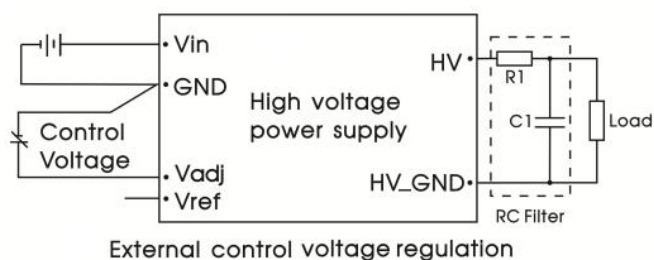 Vin
GND
Control
Voltage
Vadj
Vref
High voltage
power supply
HV
HV_GND
R1
C1
Load
RC Filter
External control voltage regulation